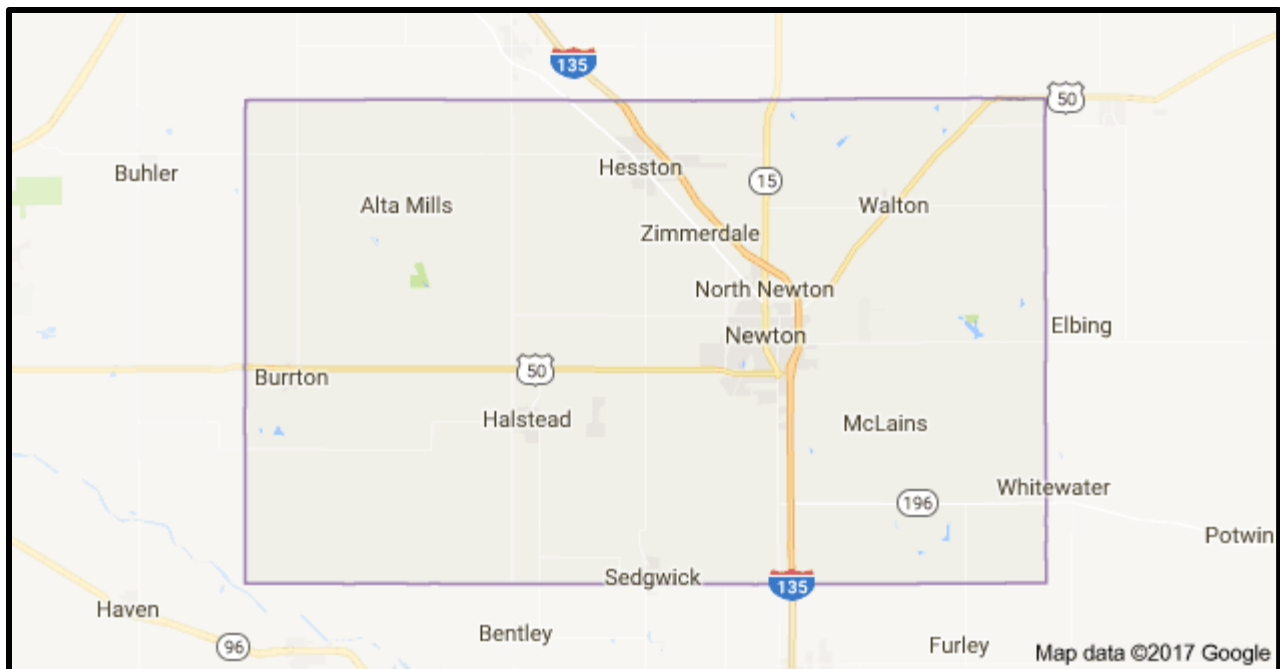 135
50
Buhler
Hesston
15
Alta Mills
Walton
Zimmerdale
North Newton
Elbing
Newton
Burrton
50
Halstead
McLains
Whitewater
196
Potwin
Sedgwick
135
Haven
Bentley
96
Furley
Map data ©2017 Google